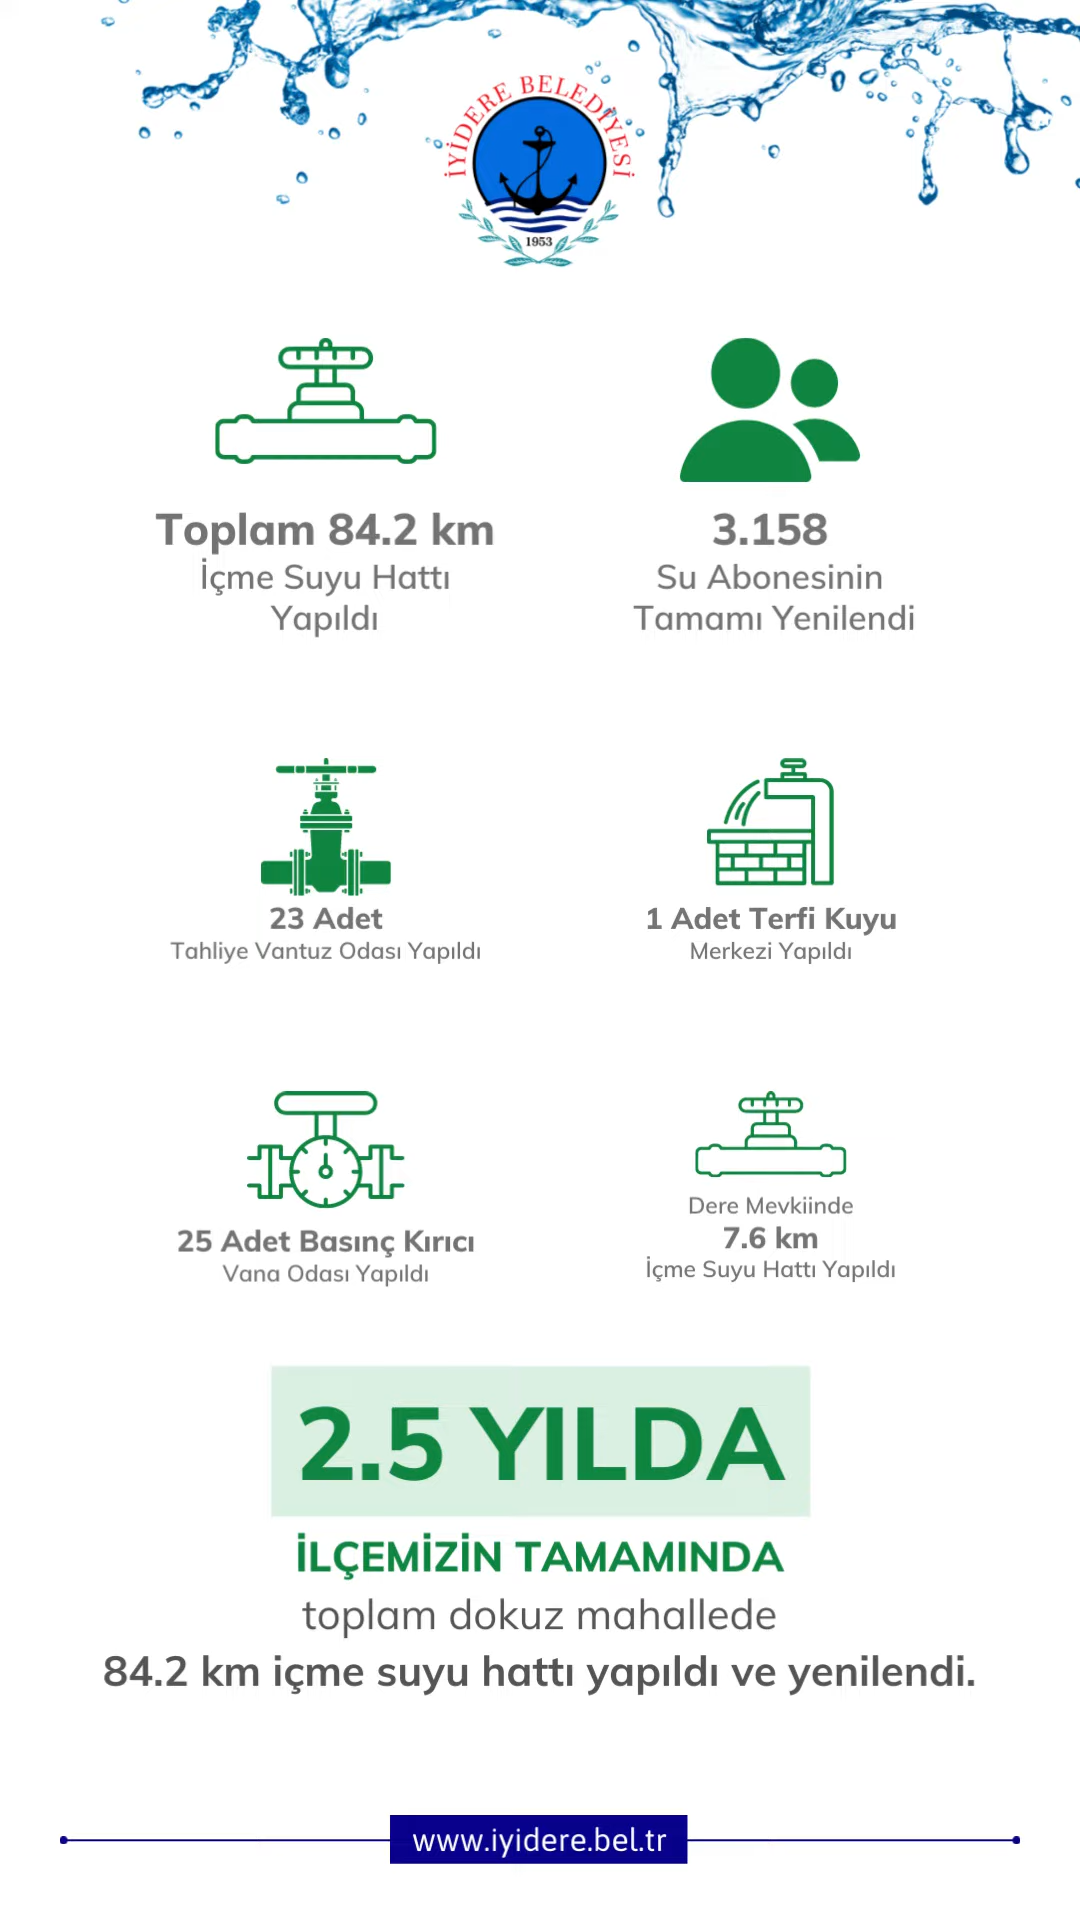 İYİDERE BELEDİYESİ
1953
Toplam 84.2 km
İçme Suyu Hattı
Yapıldı
3.158
Su Abonesinin
Tamamı Yenilendi
23 Adet
Tahliye Vantuz Odası Yapıldı
1 Adet Terfi Kuyu
Merkezi Yapıldı
25 Adet Basınç Kırıcı
Vana Odası Yapıldı
Dere Mevkiinde
7.6 km
İçme Suyu Hattı Yapıldı
2.5 YILDA
İLÇEMİZİN TAMAMINDA
toplam dokuz mahallede
84.2 km içme suyu hattı yapıldı ve yenilendi.
www.iyidere.bel.tr